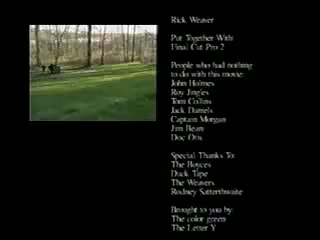 Rick Weaver
Put Together With:
Final Cut Pro 2
People who had nothing
to do with this movie:
John Holmes
Roy Jingles
Tom Collins
Jack Daniels
Captain Morgan
Jim Beam
Doc Otis
Special Thanks To:
The Boyces
Duck Tape
The Weavers
Rodney Satterthwaite
Brought to you by:
The color green
The Letter Y